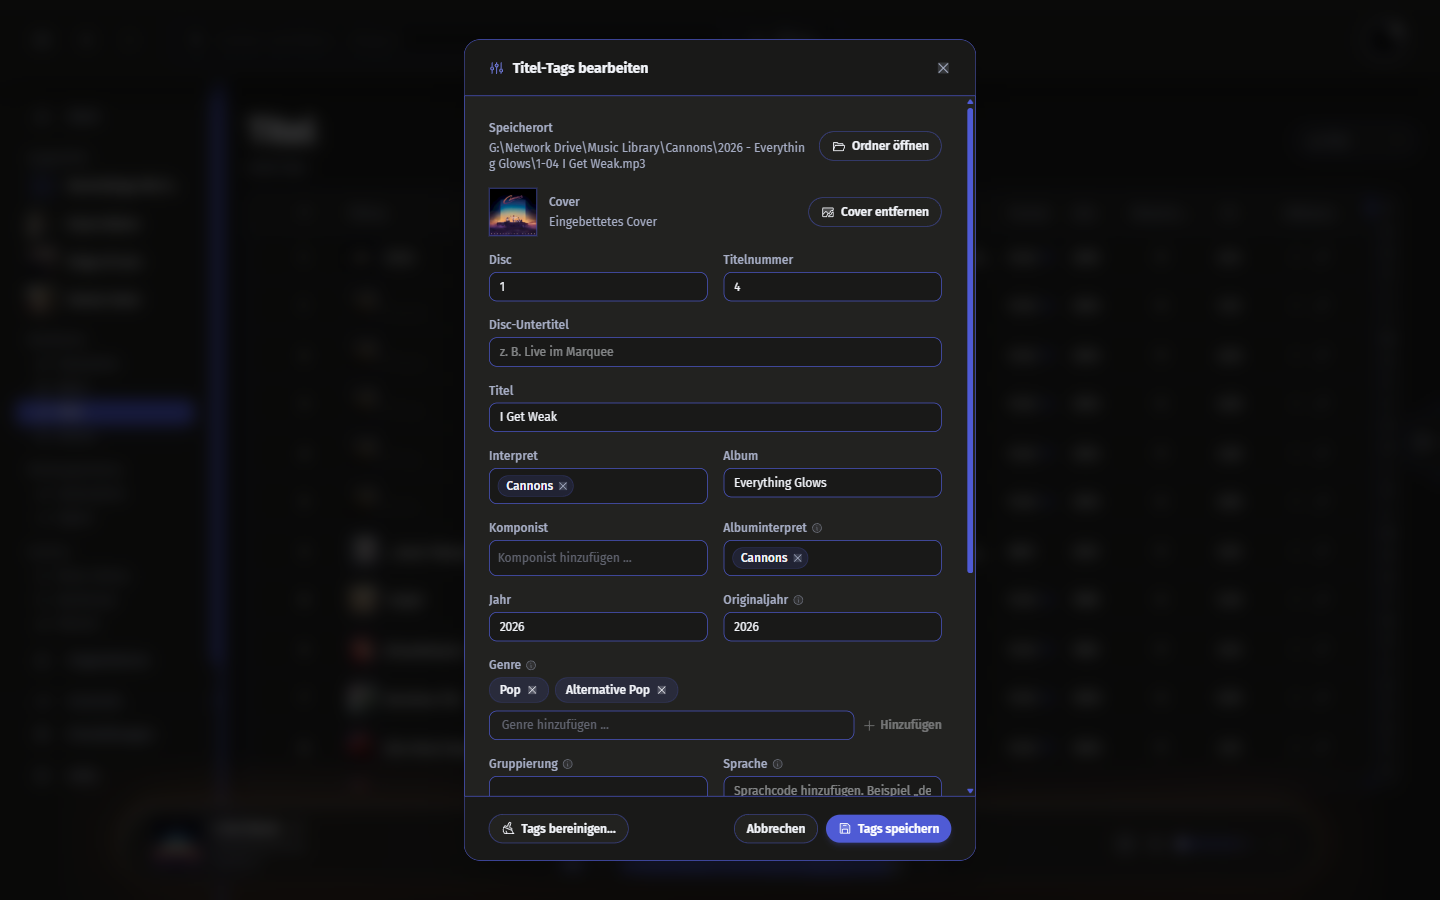 Titel-Tags bearbeiten
Speicherort
G:\Network Drive\Music Library\Cannons\2026 - Everythin
g Glows\1-04 I Get Weak.mp3
Ordner öffnen
Cover
Eingebettetes Cover
Cover entfernen
Disc
Titelnummer
1
4
Disc-Untertitel
z. B. Live im Marquee
Titel
I Get Weak
Interpret
Album
Cannons
Everything Glows
Komponist
Albuminterpret
Komponist hinzufügen ...
Cannons
Jahr
Originaljahr
2026
2026
Genre
Pop
Alternative Pop
Genre hinzufügen ...
Hinzufügen
Gruppierung
Sprache
Sprachcode hinzufügen. Beispiel „de
Tags bereinigen...
Abbrechen
Tags speichern